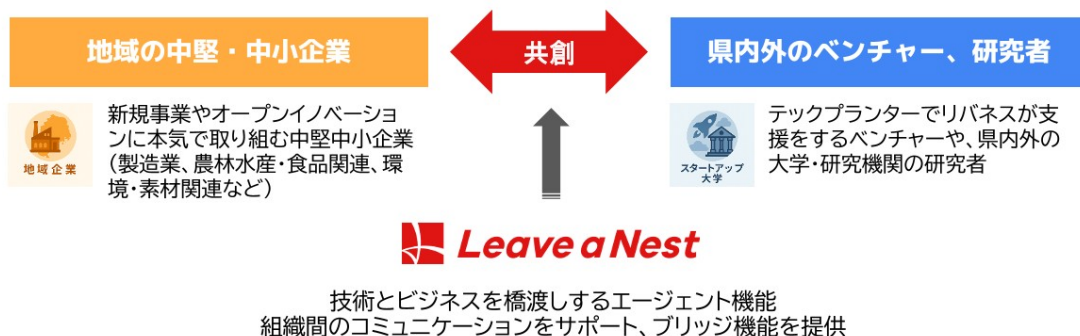 地域の中堅・中小企業
共創
県内外のベンチャー、研究者
新規事業やオープンイノベーショ
ンに本気で取り組む中堅中小企業
(製造業、農林水産・食品関連、環
境・素材関連など)
地域企業
テックプランターでリバネスが支
援をするベンチャーや、県内外の
大学・研究機関の研究者
スタートアップ
大学
Leave a Nest
技術とビジネスを橋渡しするエージェント機能
組織間のコミュニケーションをサポート、ブリッジ機能を提供